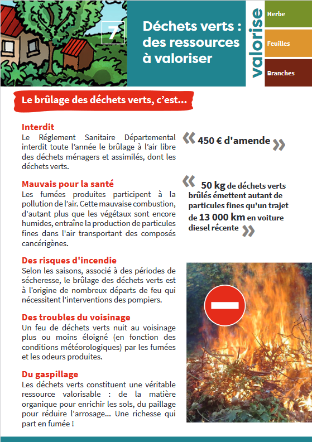 7
Déchets verts :
des ressources
à valoriser
valorise
Herbe
Feuilles
Branches
Le brûlage des déchets verts, c'est...
Interdit
Le Réglement Sanitaire Départemental
interdit toute l'année le brûlage à l'air libre
des déchets ménagers et assimilés, dont les
déchets verts.
« 450 € d'amende »
Mauvais pour la santé
Les fumées produites participent à la
pollution de l'air. Cette mauvaise combustion,
d'autant plus que les végétaux sont encore
humides, entraîne la production de particules
fines dans l'air transportant des composés
cancérigènes.
« 50 kg de déchets verts
brûlés émettent autant de
particules fines qu'un trajet
de 13 000 km en voiture
diesel récente »
Des risques d'incendie
Selon les saisons, associé à des périodes de
sécheresse, le brûlage des déchets verts est
à l'origine de nombreux départs de feu qui
nécessitent l'interventions des pompiers.
Des troubles du voisinage
Un feu de déchets verts nuit au voisinage
plus ou moins éloigné (en fonction des
conditions météorologiques) par les fumées
et les odeurs produites.
Du gaspillage
Les déchets verts constituent une véritable
ressource valorisable : de la matière
organique pour enrichir les sols, du paillage
pour réduire l'arrosage... Une richesse qui
part en fumée !